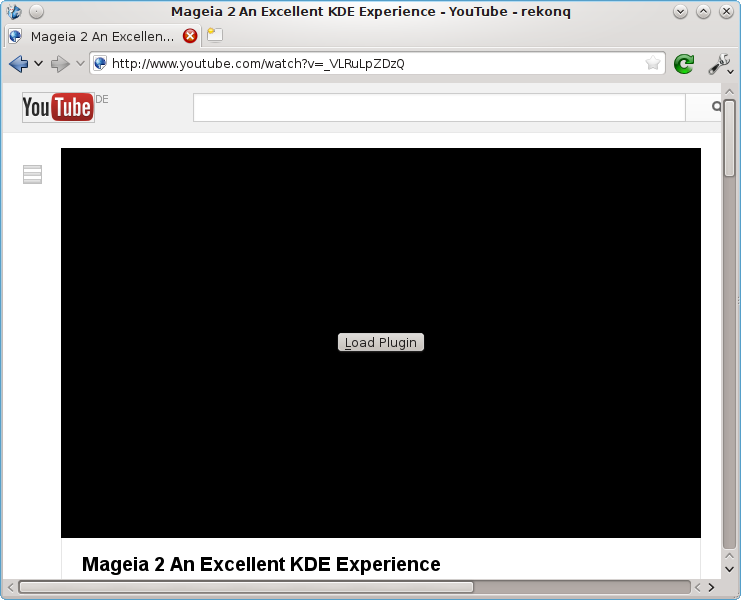 Mageia 2 An Excellent KDE Experience - YouTube - rekonq
Mageia 2 An Excellen...
http://www.youtube.com/watch?v=_VLRuLpZDzQ
YouTube DE
Load Plugin
Mageia 2 An Excellent KDE Experience